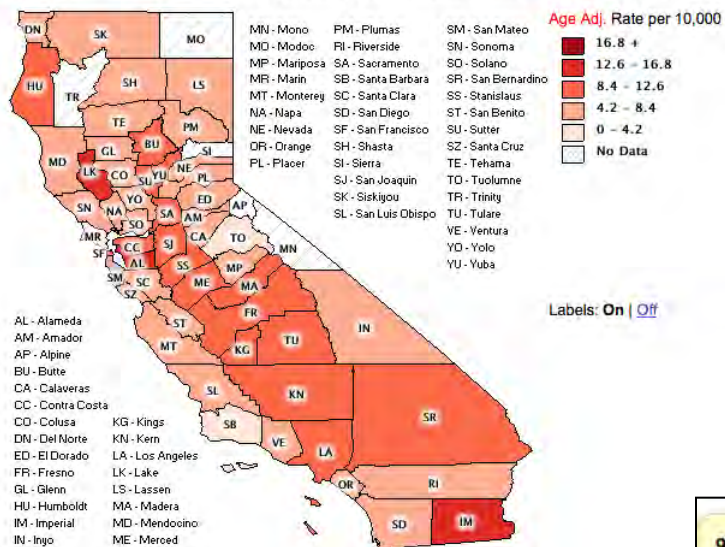 MN - Mono
MO - Modoc
MP - Mariposa
MR - Marin
MT - Monterey
NA - Napa
NE - Nevada
OR - Orange
PL - Placer
PM - Plumas
RI - Riverside
SA - Sacramento
SB - Santa Barbara
SC - Santa Clara
SD - San Diego
SF - San Francisco
SH - Shasta
SI - Sierra
SJ - San Joaquin
SK - Siskiyou
SL - San Luis Obispo
SM - San Mateo
SN - Sonoma
SO - Solano
SR - San Bernardino
SS - Stanislaus
ST - San Benito
SU - Sutter
SZ - Santa Cruz
TE - Tehama
TO - Tuolumne
TR - Trinity
TU - Tulare
VE - Ventura
YO - Yolo
YU - Yuba
Age Adj. Rate per 10,000
16.8 +
12.6 - 16.8
8.4 - 12.6
4.2 - 8.4
0 - 4.2
No Data
Labels: On | Off
DN
SK
MO
HU
TR
SH
LS
TE
PM
BU
GL
SI
MD
LK
CO
SU
YU
NE
PL
YO
ED
SN
NA
SA
AM
AP
SO
CA
TO
MR
CC
SJ
MN
SF
AL
SM
SC
SS
MP
SZ
ME
MA
ST
FR
IN
MT
KG
TU
SL
KN
SR
SB
VE
LA
OR
RI
SD
IM
AL - Alameda
AM - Amador
AP - Alpine
BU - Butte
CA - Calaveras
CC - Contra Costa
CO - Colusa
DN - Del Norte
ED - El Dorado
FR - Fresno
GL - Glenn
HU - Humboldt
IM - Imperial
IN - Inyo
KG - Kings
KN - Kern
LA - Los Angeles
LK - Lake
LS - Lassen
MA - Madera
MD - Mendocino
ME - Merced